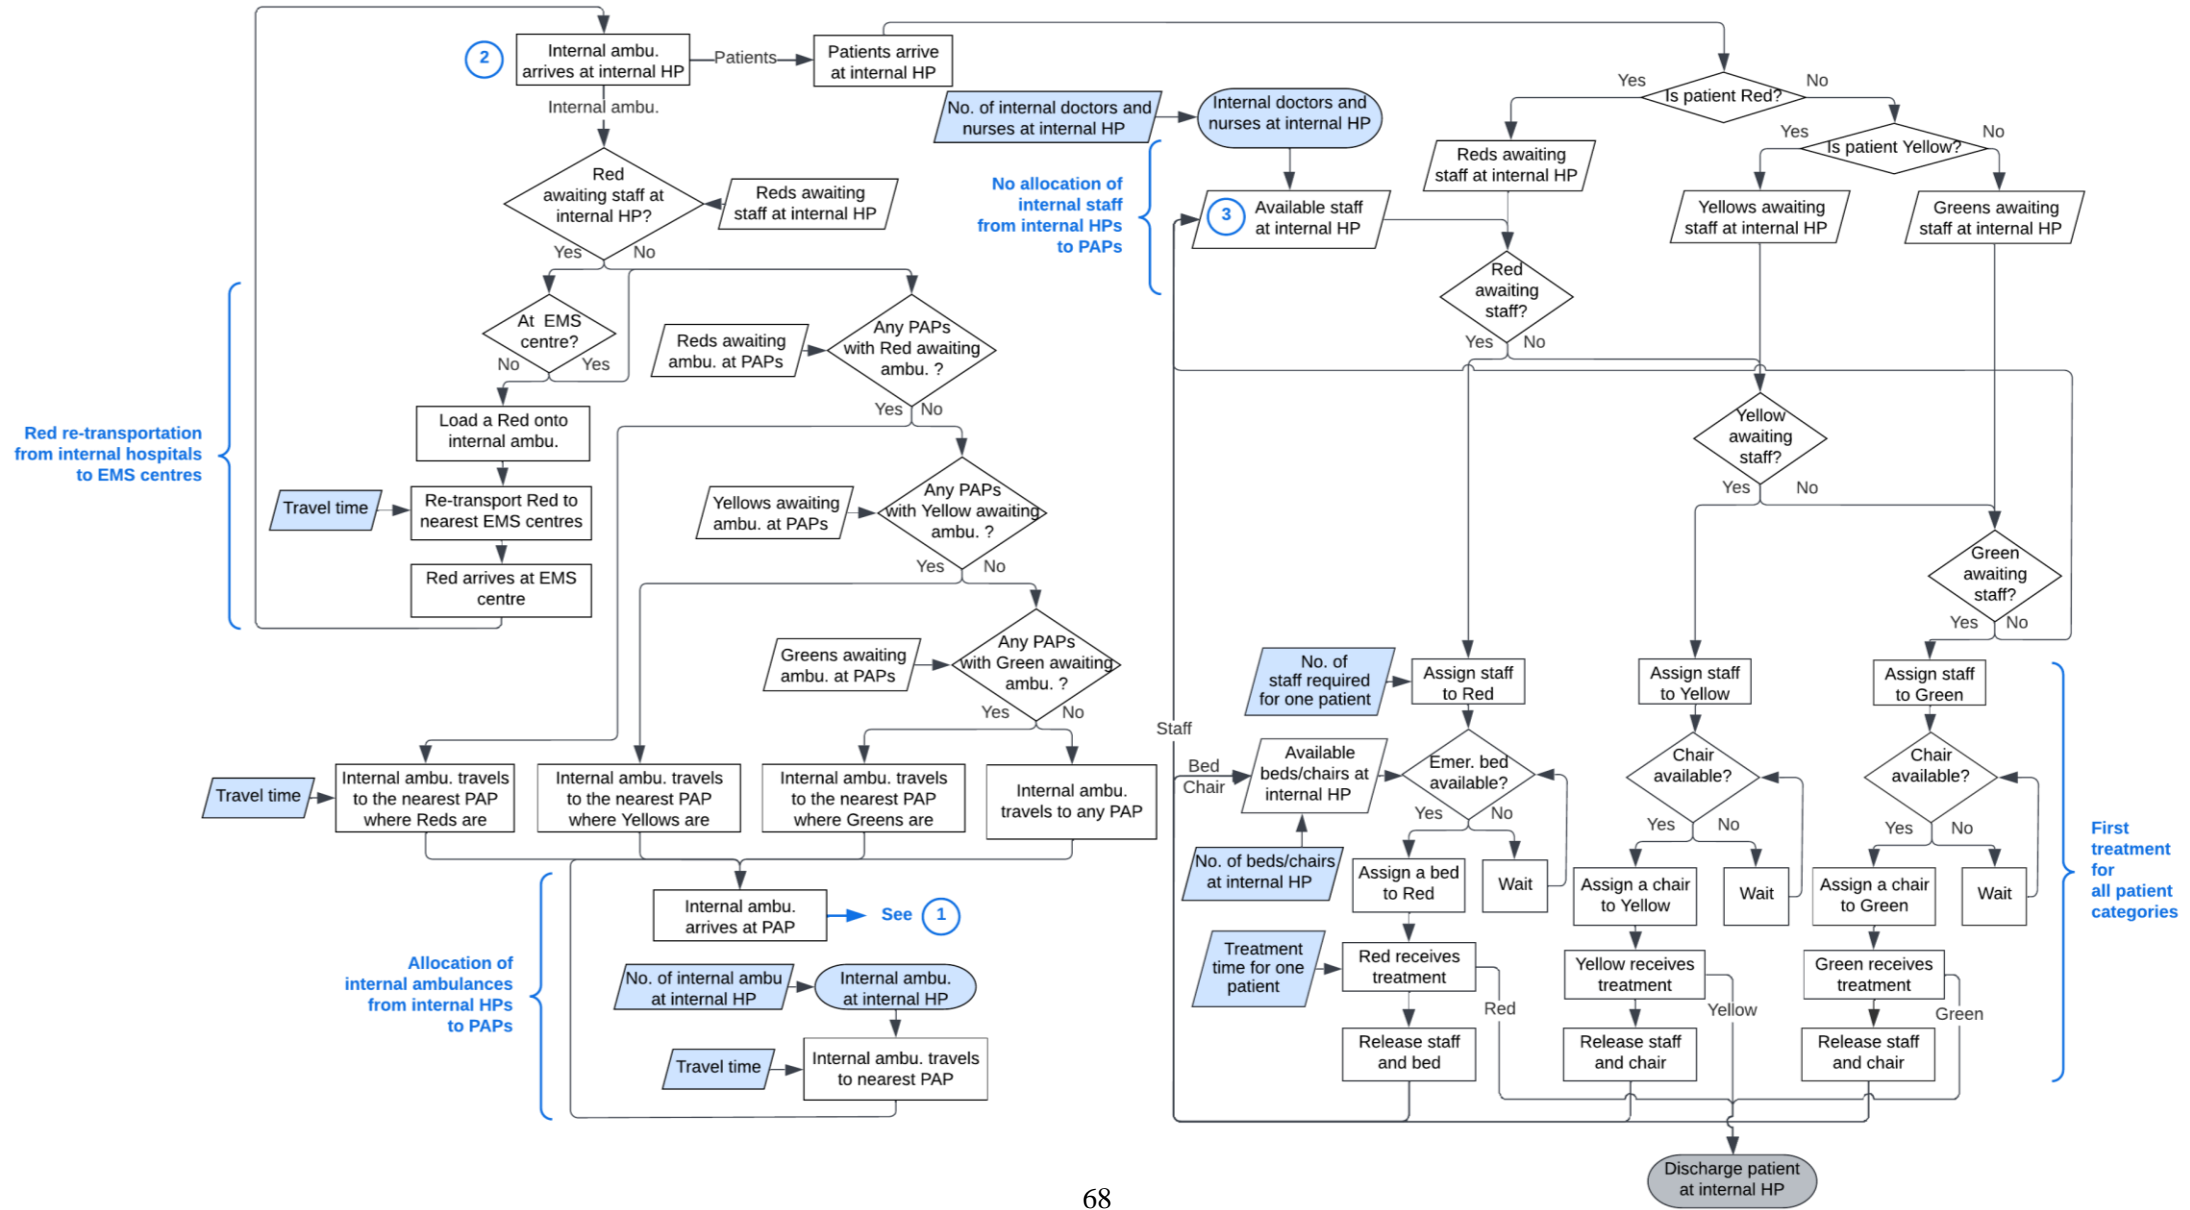 2
Internal ambu.
arrives at internal HP
Patients
Patients arrive
at internal HP
Internal ambu.
Red
awaiting staff at
internal HP?
Reds awaiting
staff at internal HP
Yes
No
At EMS
centre?
No
Yes
Load a Red onto
internal ambu.
Travel time
Re-transport Red to
nearest EMS centres
Red arrives at EMS
centre
Red re-transportation
from internal hospitals
to EMS centres
Reds awaiting
ambu. at PAPs
Any PAPs
with Red awaiting
ambu. ?
Yes
No
Yellows awaiting
ambu. at PAPs
Any PAPs
with Yellow awaiting
ambu. ?
Yes
No
Greens awaiting
ambu. at PAPs
Any PAPs
with Green awaiting
ambu. ?
Yes
No
Travel time
Internal ambu. travels
to the nearest PAP
where Reds are
Internal ambu. travels
to the nearest PAP
where Yellows are
Internal ambu. travels
to the nearest PAP
where Greens are
Internal ambu.
travels to any PAP
Internal ambu.
arrives at PAP
See
1
Allocation of
internal ambulances
from internal HPs
to PAPs
No. of internal ambu
at internal HP
Internal ambu.
at internal HP
Travel time
Internal ambu. travels
to nearest PAP
No. of internal doctors and
nurses at internal HP
Internal doctors and
nurses at internal HP
No allocation of
internal staff
from internal HPs
to PAPs
3
Available staff
at internal HP
Is patient Red?
Yes
No
Reds awaiting
staff at internal HP
Is patient Yellow?
Yes
No
Yellows awaiting
staff at internal HP
Greens awaiting
staff at internal HP
Red
awaiting
staff?
Yes
No
Yellow
awaiting
staff?
Yes
No
Green
awaiting
staff?
Yes
No
No. of
staff required
for one patient
Assign staff
to Red
Assign staff
to Yellow
Assign staff
to Green
Staff
Bed
Chair
Available
beds/chairs at
internal HP
Emer. bed
available?
Yes
No
Chair
available?
Yes
No
Chair
available?
Yes
No
No. of beds/chairs
at internal HP
Assign a bed
to Red
Wait
Assign a chair
to Yellow
Wait
Assign a chair
to Green
Wait
First
treatment
for
all patient
categories
Treatment
time for one
patient
Red receives
treatment
Red
Yellow receives
treatment
Yellow
Green receives
treatment
Green
Release staff
and bed
Release staff
and chair
Release staff
and chair
Discharge patient
at internal HP
68